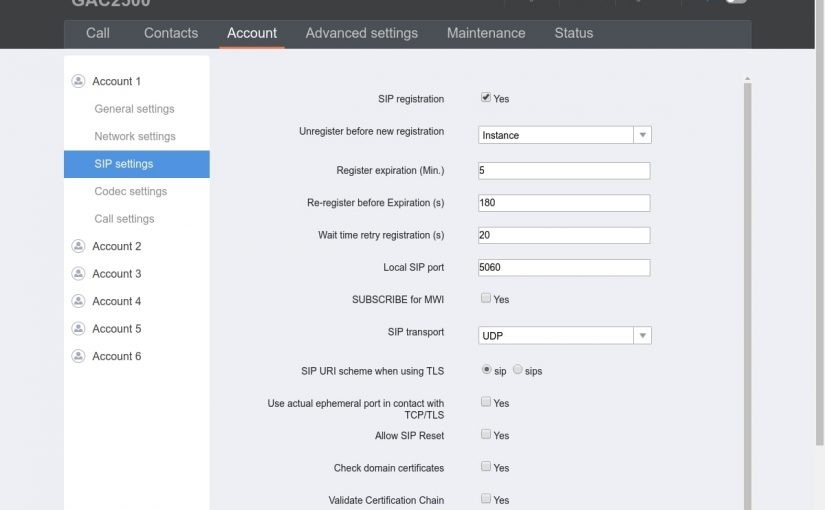 GAC2500
Call Contacts Account Advanced settings Maintenance Status
Account 1
General settings
Network settings
SIP settings
Codec settings
Call settings
Account 2
Account 3
Account 4
Account 5
Account 6
SIP registration Yes
Unregister before new registration Instance
Register expiration (Min.) 5
Re-register before Expiration (s) 180
Wait time retry registration (s) 20
Local SIP port 5060
SUBSCRIBE for MWI Yes
SIP transport UDP
SIP URI scheme when using TLS sip sips
Use actual ephemeral port in contact with
TCP/TLS Yes
Allow SIP Reset Yes
Check domain certificates Yes
Validate Certification Chain Yes